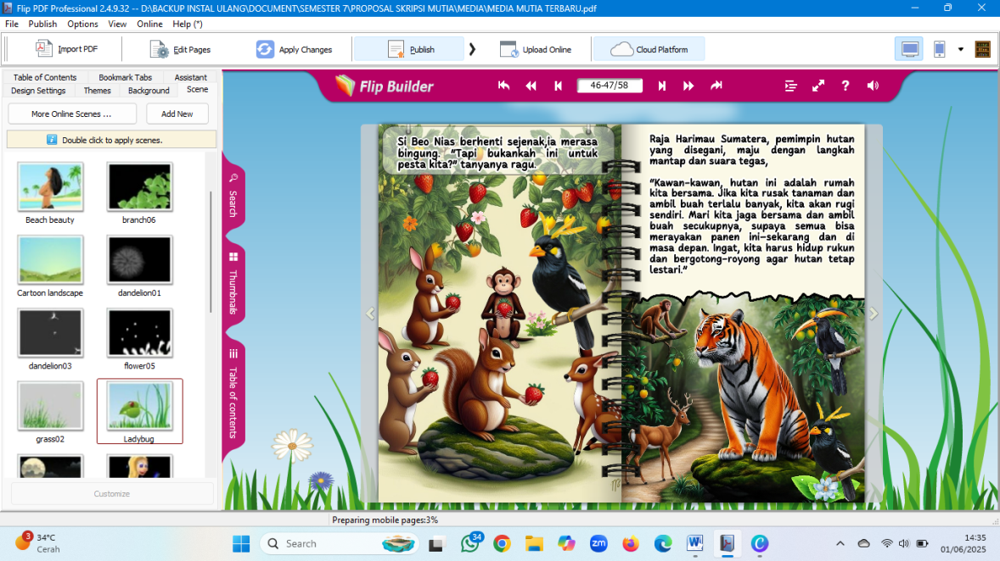 Flip PDF Professional 2.4.9.32 -- D:\BACKUP INSTAL ULANG\DOCUMENT\SEMESTER 7\PROPOSAL SKRIPSI MUTIA\MEDIA\MEDIA MUTIA TERBARU.pdf
File Publish Options View Online Help (*)
Import PDF Edit Pages Apply Changes Publish Upload Online Cloud Platform
Table of Contents Bookmark Tabs Assistant
Design Settings Themes Background Scene
More Online Scenes ... Add New
Double click to apply scenes.
Beach beauty branch06
Cartoon landscape dandelion01
dandelion03 flower05
grass02 Ladybug
Customize
Flip Builder
46-47/58
Search
Thumbnails
Table of contents
Si Beo Nias berhenti sejenak,ia merasa
bingung. "Tapi bukankah ini untuk
pesta kita?" tanyanya ragu.
Raja Harimau Sumatera, pemimpin hutan
yang disegani, maju dengan langkah
mantap dan suara tegas,
"Kawan-kawan, hutan ini adalah rumah
kita bersama. Jika kita rusak tanaman dan
ambil buah terlalu banyak, kita akan rugi
sendiri. Mari kita jaga bersama dan ambil
buah secukupnya, supaya semua bisa
merayakan panen ini-sekarang dan di
masa depan. Ingat, kita harus hidup rukun
dan bergotong-royong agar hutan tetap
lestari."
Preparing mobile pages:3%
3
34°C
Cerah
Search
34
zm
14:35
01/06/2025